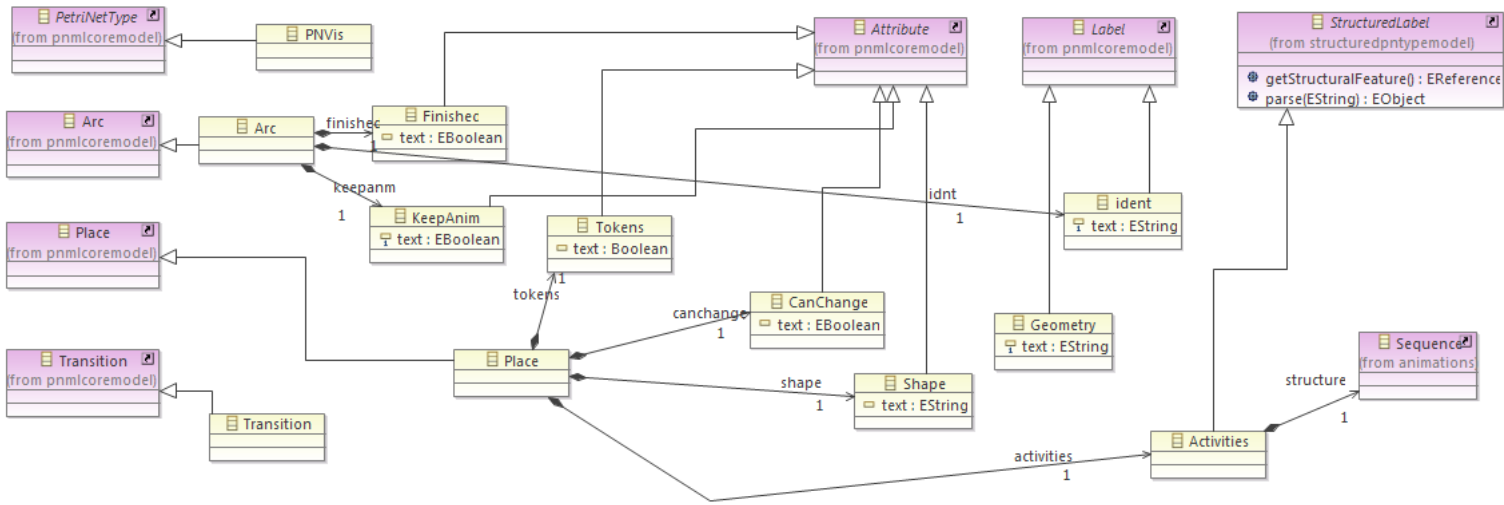 PetriNetType
(from pnmlcoremodel)
PNVis
Attribute
(from pnmlcoremodel)
Label
(from pnmlcoremodel)
StructuredLabel
(from structuredpntypemodel)
getStructuralFeature() : EReference
parse(EString) : EObject
Arc
(from pnmlcoremodel)
Arc
finishec
1
Finishec
text : EBoolean
keepanm
1
KeepAnim
text : EBoolean
idnt
1
ident
text : EString
Place
(from pnmlcoremodel)
Tokens
text : Boolean
tokens
1
canchange
1
CanChange
text : EBoolean
Geometry
text : EString
Transition
(from pnmlcoremodel)
Transition
Place
shape
1
Shape
text : EString
Sequence
(from animations)
structure
1
activities
1
Activities